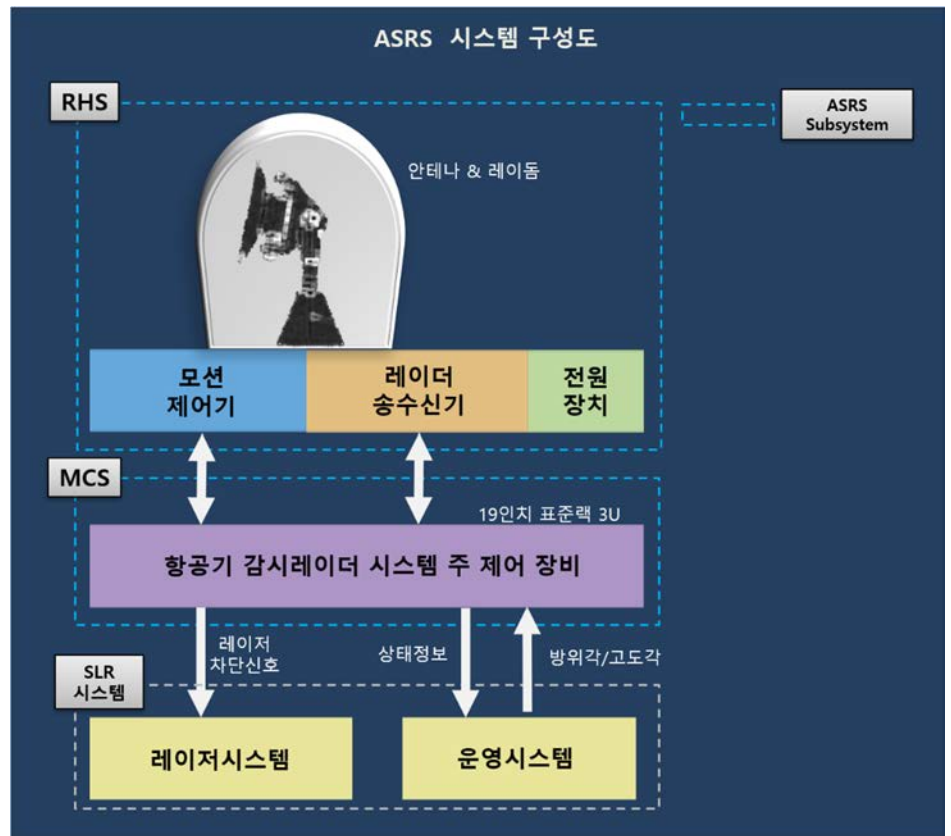 ASRS 시스템 구성도
RHS
ASRS
Subsystem
안테나 & 레이돔
모션
제어기
레이더
송수신기
전원
장치
MCS
19인치 표준랙 3U
항공기 감시레이더 시스템 주 제어 장비
레이저
차단신호
상태정보
방위각/고도각
SLR
시스템
레이저시스템
운영시스템